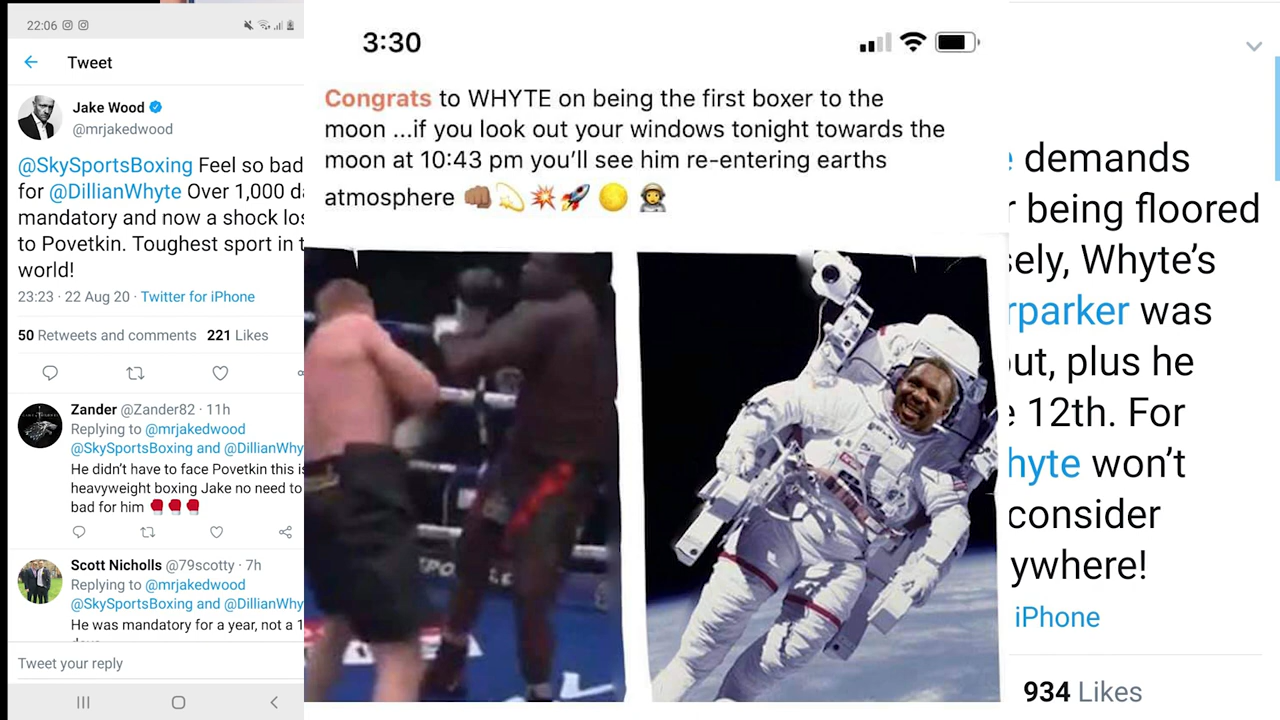 22:06
Tweet
Jake Wood
@mrjakedwood
@SkySportsBoxing Feel so bad
for @DillianWhyte Over 1,000 da
mandatory and now a shock los
to Povetkin. Toughest sport in t
world!
23:23 · 22 Aug 20 · Twitter for iPhone
50 Retweets and comments 221 Likes
Zander @Zander82 · 11h
Replying to @mrjakedwood
@SkySportsBoxing and @DillianWhy
He didn't have to face Povetkin this is
heavyweight boxing Jake no need to
bad for him 🥊🥊🥊
Scott Nicholls @79scotty · 7h
Replying to @mrjakedwood
@SkySportsBoxing and @DillianWhy
He was mandatory for a year, not a 1
Tweet your reply
3:30
Congrats to WHYTE on being the first boxer to the
moon ...if you look out your windows tonight towards the
moon at 10:43 pm you'll see him re-entering earths
atmosphere 👊🏽💫💥🚀🌕👩‍🚀
e demands
r being floored
sely, Whyte's
rparker was
out, plus he
e 12th. For
hyte won't
consider
ywhere!
iPhone
934 Likes